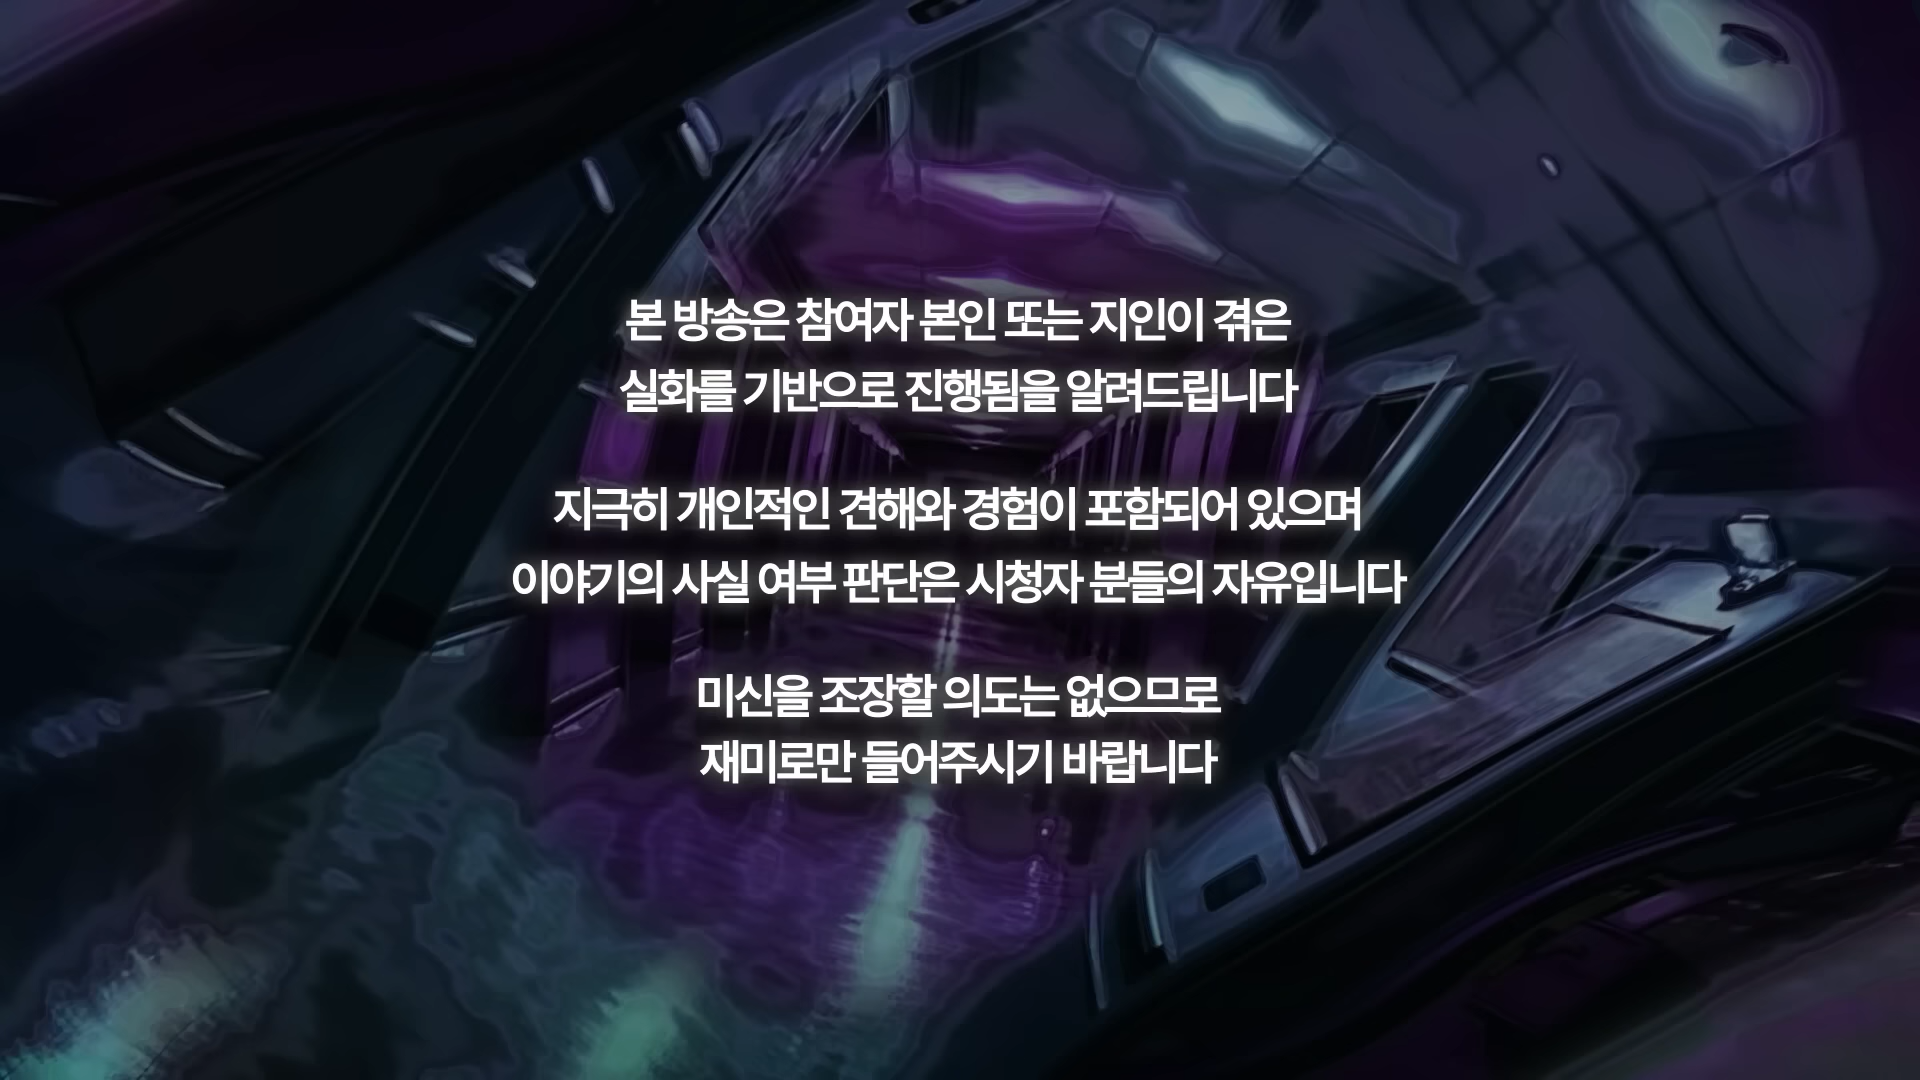 본 방송은 참여자 본인 또는 지인이 겪은
실화를 기반으로 진행됨을 알려드립니다
지극히 개인적인 견해와 경험이 포함되어 있으며
이야기의 사실 여부 판단은 시청자 분들의 자유입니다
미신을 조장할 의도는 없으므로
재미로만 들어주시기 바랍니다